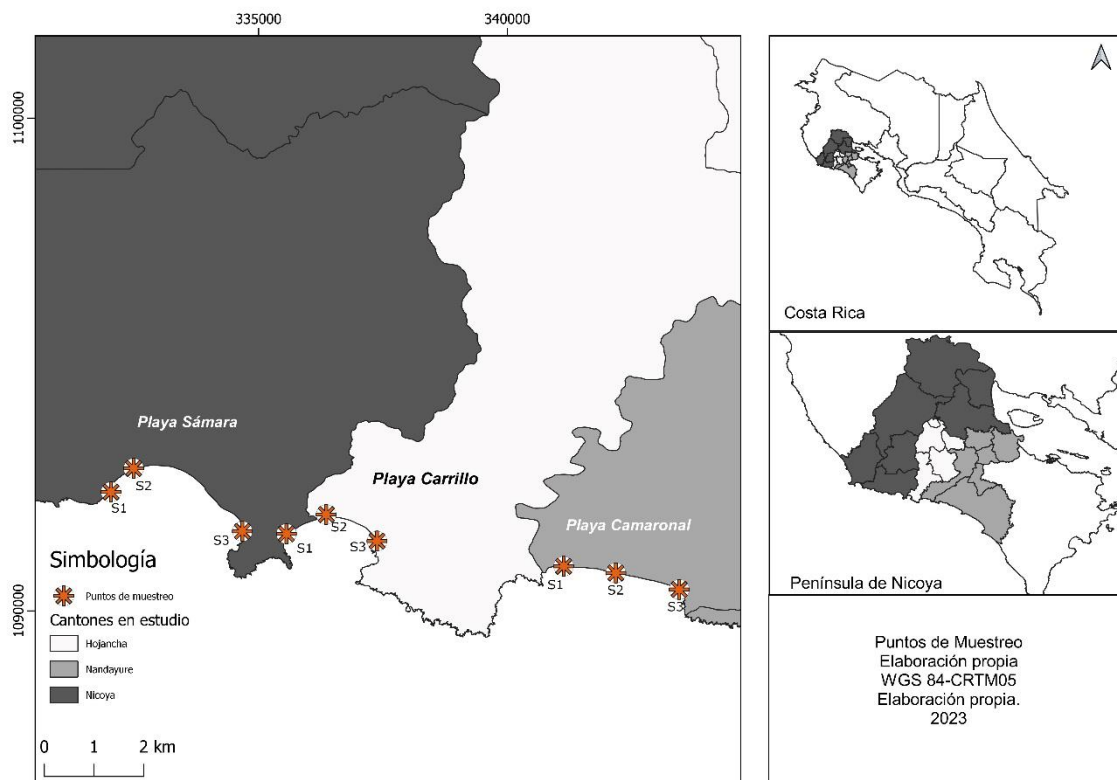 335000
340000
1100000
1090000
Playa Sámara
Playa Carrillo
Playa Camaronal
S1
S2
S3
S1
S2
S3
S1
S2
S3
Simbología
Puntos de muestreo
Cantones en estudio
Hojancha
Nandayure
Nicoya
0 1 2 km
Costa Rica
Península de Nicoya
Puntos de Muestreo
Elaboración propia
WGS 84-CRTM05
Elaboración propia.
2023